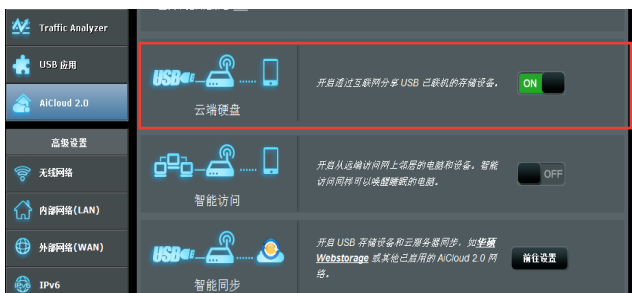 Traffic Analyzer
USB 应用
AiCloud 2.0
高级设置
无线网络
内部网络(LAN)
外部网络(WAN)
IPv6
USB
云端硬盘
开启透过互联网分享 USB 已联机的存储设备。
ON
智能访问
开启从远端访问网上邻居的电脑和设备。智能
访问同样可以唤醒睡眠的电脑。
OFF
USB
智能同步
开启 USB 存储设备和云服务器同步,如华硕
Webstorage 或其他已启用的 AiCloud 2.0 网
络。
前往设置